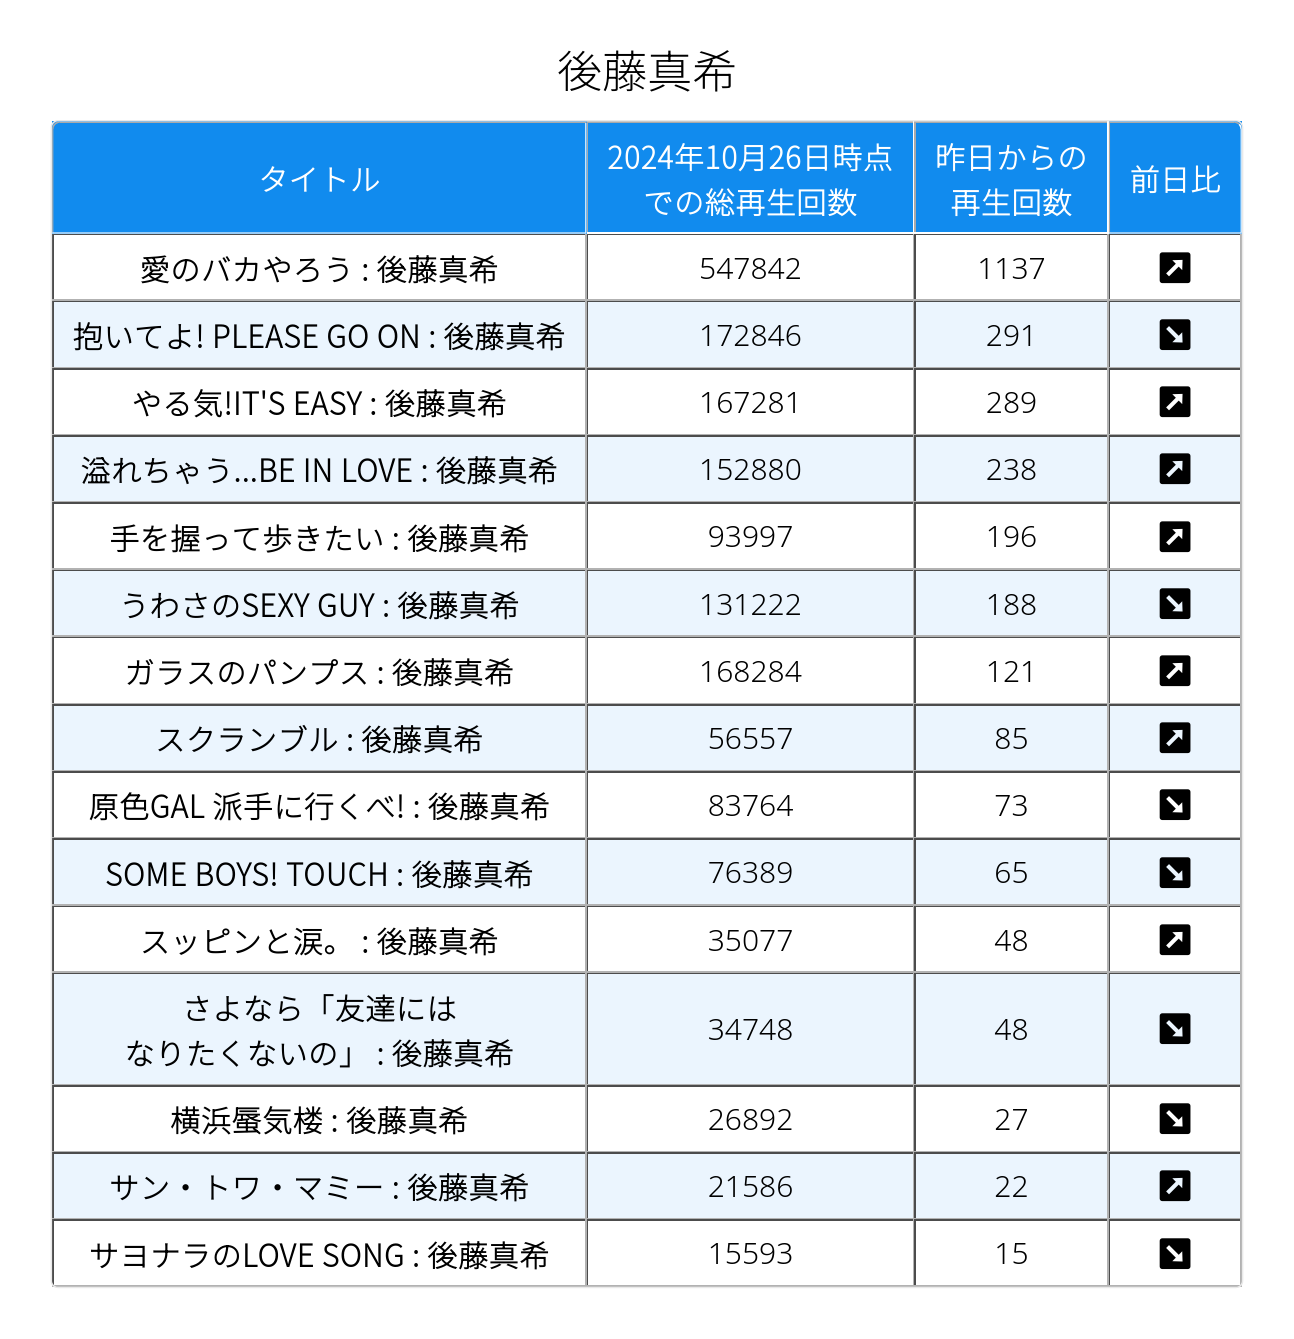 後藤真希
タイトル
2024年10月26日時点
での総再生回数
昨日からの
再生回数
前日比
愛のバカやろう : 後藤真希 547842 1137
抱いてよ! PLEASE GO ON : 後藤真希 172846 291
やる気!IT'S EASY : 後藤真希 167281 289
溢れちゃう...BE IN LOVE : 後藤真希 152880 238
手を握って歩きたい : 後藤真希 93997 196
うわさのSEXY GUY : 後藤真希 131222 188
ガラスのパンプス : 後藤真希 168284 121
スクランブル : 後藤真希 56557 85
原色GAL 派手に行くべ! : 後藤真希 83764 73
SOME BOYS! TOUCH : 後藤真希 76389 65
スッピンと涙。 : 後藤真希 35077 48
さよなら「友達には
なりたくないの」 : 後藤真希 34748 48
横浜蜃気楼 : 後藤真希 26892 27
サン・トワ・マミー : 後藤真希 21586 22
サヨナラのLOVE SONG : 後藤真希 15593 15